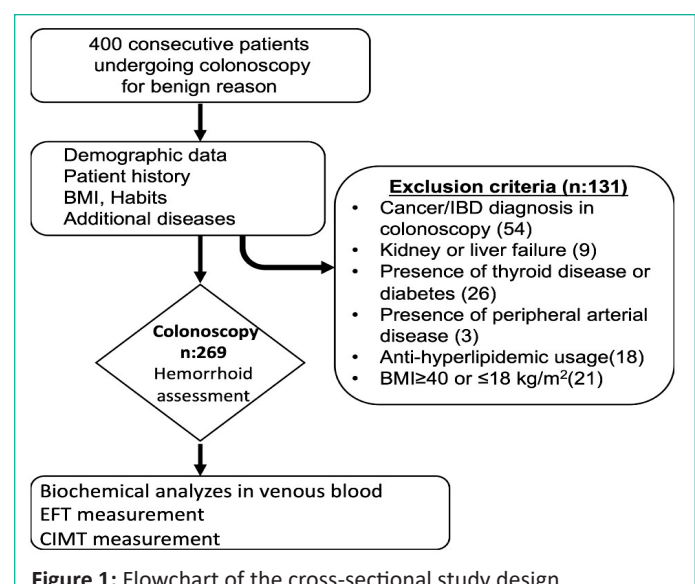 400 consecutive patients
undergoing colonoscopy
for benign reason
Demographic data
Patient history
BMI, Habits
Additional diseases
Exclusion criteria (n:131)
• Cancer/IBD diagnosis in
colonoscopy (54)
• Kidney or liver failure (9)
• Presence of thyroid disease or
diabetes (26)
• Presence of peripheral arterial
disease (3)
• Anti-hyperlipidemic usage(18)
• BMI≥40 or ≤18 kg/m²(21)
Colonoscopy
n:269
Hemorrhoid
assessment
Biochemical analyzes in venous blood
EFT measurement
CIMT measurement
Figure 1: Flowchart of the cross-sectional study design